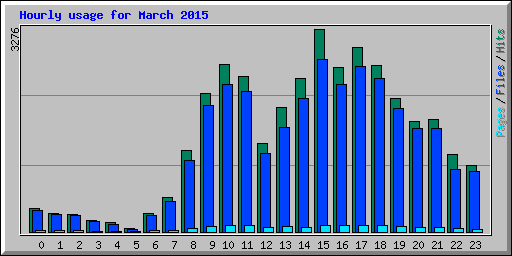 Hourly usage for March 2015
3276
Pages/Files/Hits
0 1 2 3 4 5 6 7 8 9 10 11 12 13 14 15 16 17 18 19 20 21 22 23